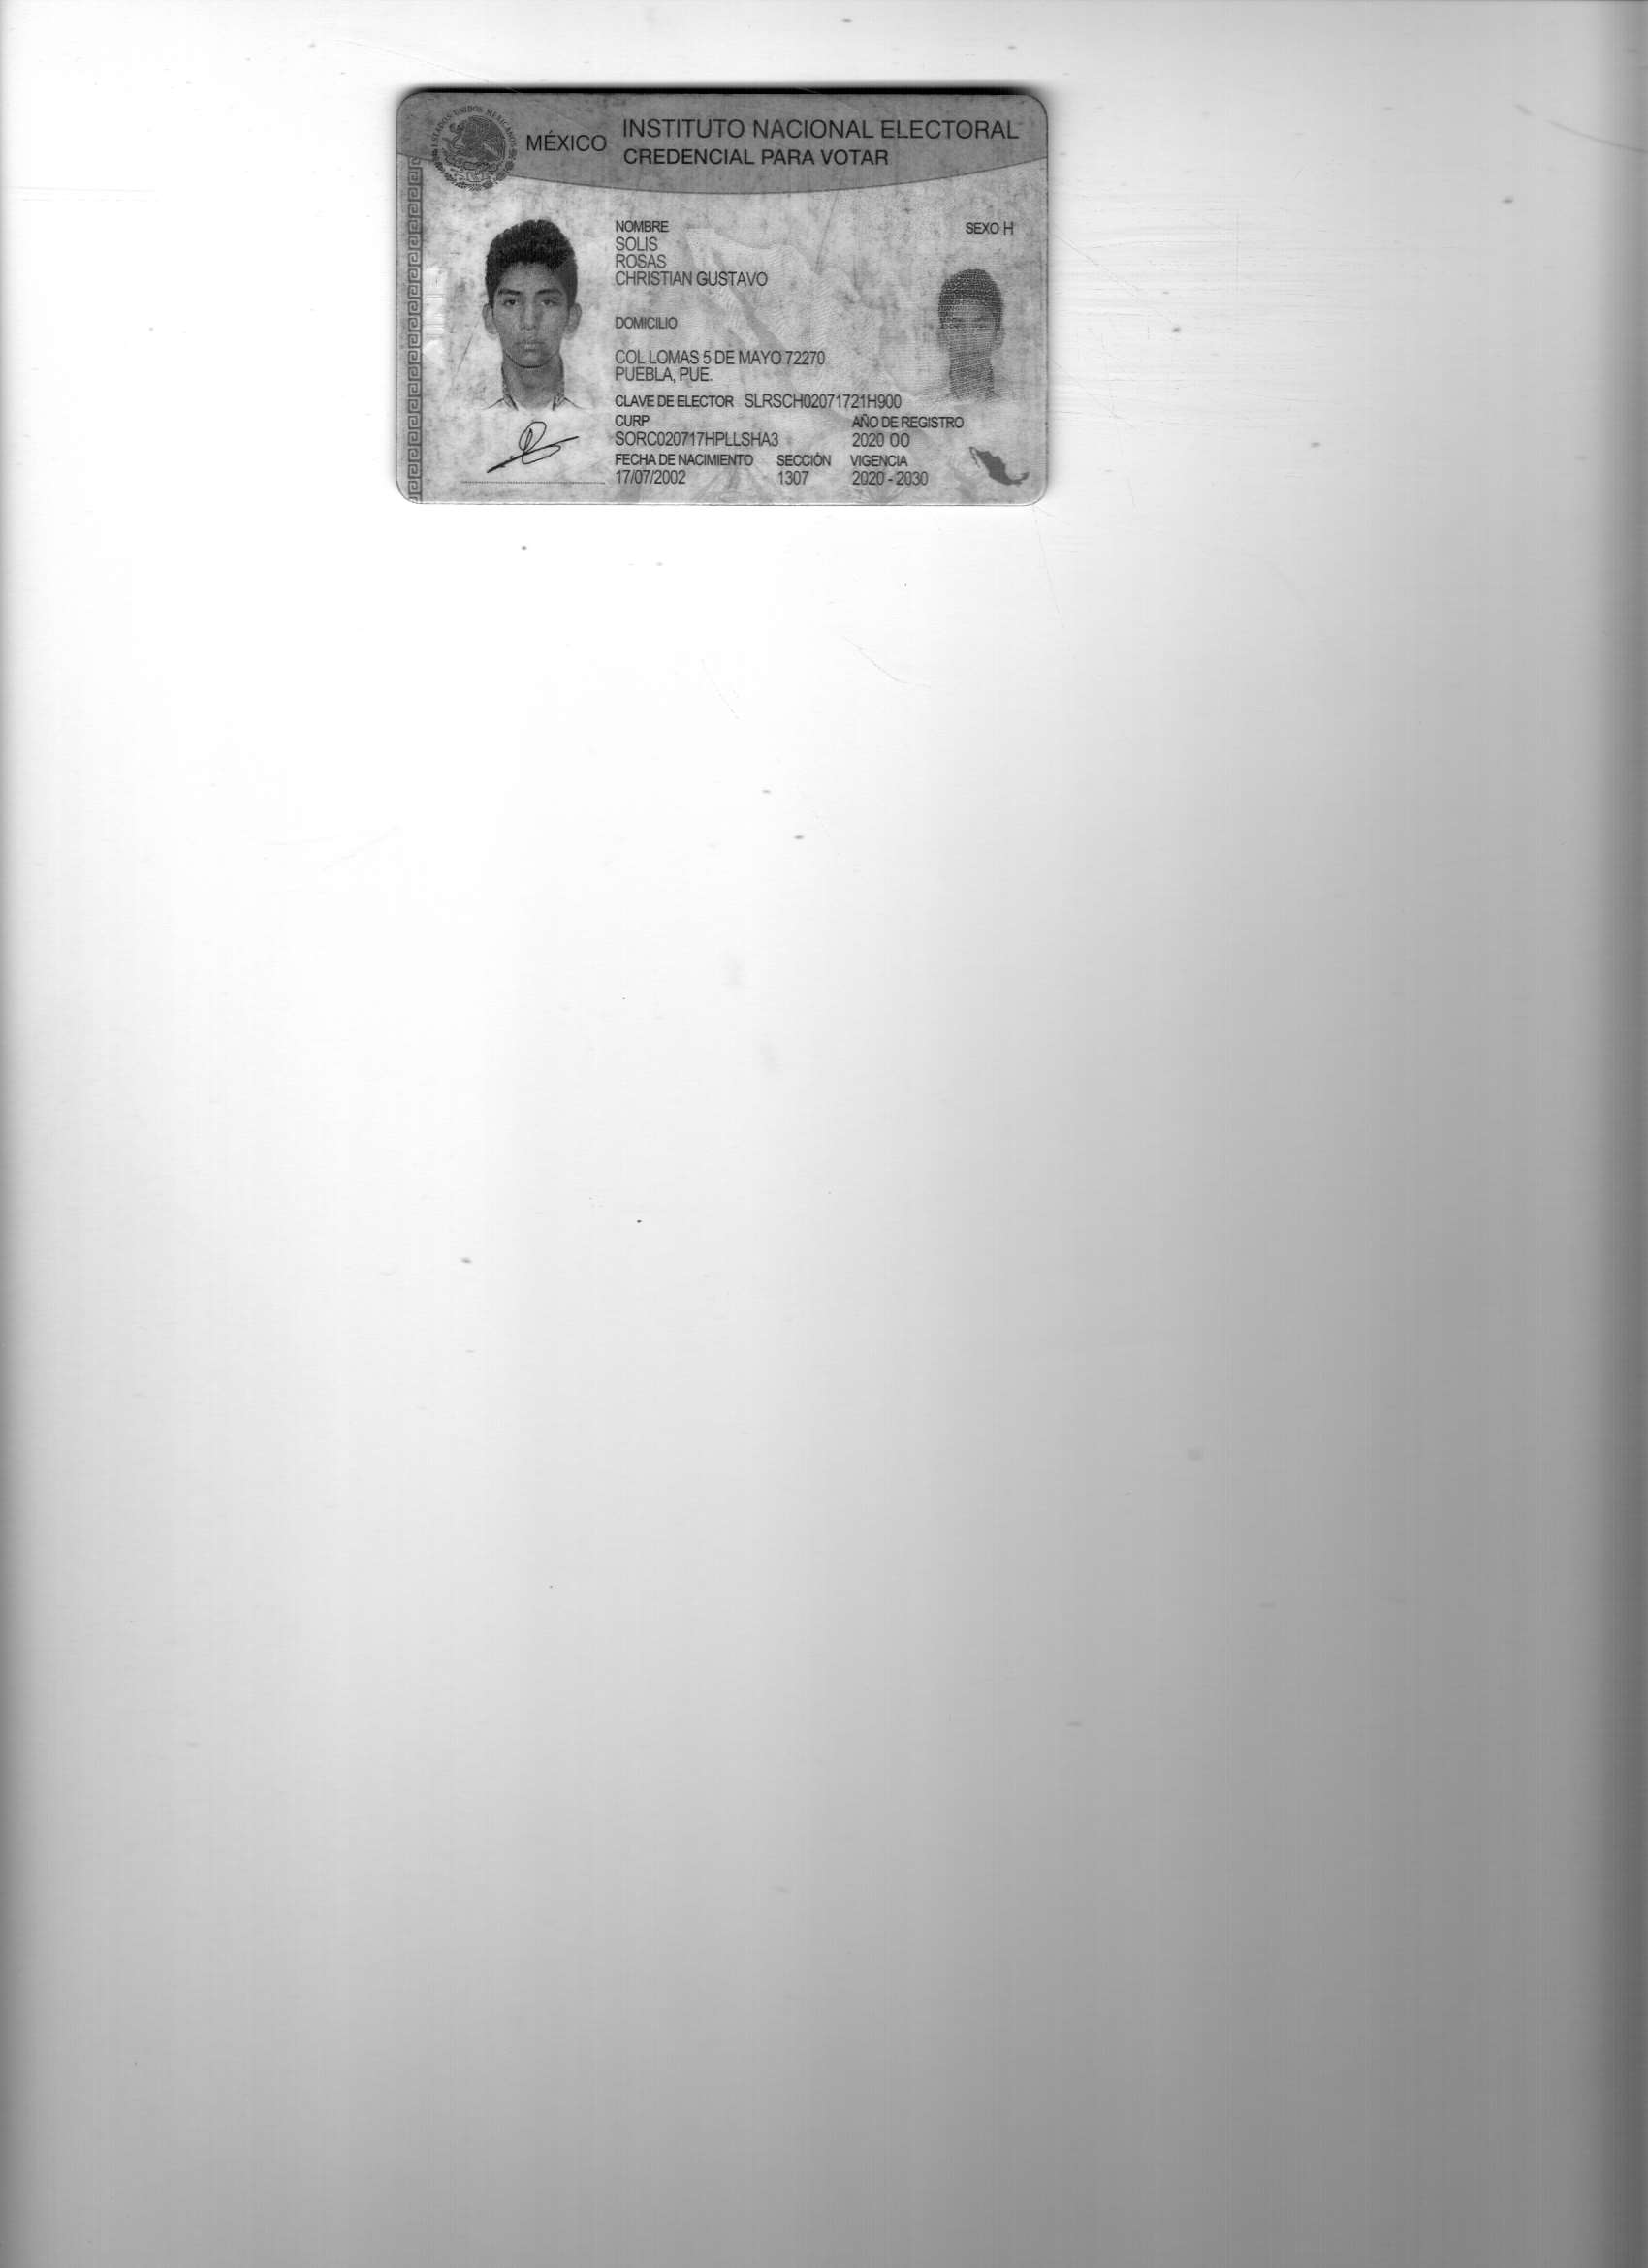 ESTADOS UNIDOS MEXICANOS
MÉXICO
INSTITUTO NACIONAL ELECTORAL
CREDENCIAL PARA VOTAR
NOMBRE
SEXO H
SOLIS
ROSAS
CHRISTIAN GUSTAVO
DOMICILIO
COL LOMAS 5 DE MAYO 72270
PUEBLA, PUE.
CLAVE DE ELECTOR SLRSCH02071721H900
CURP
AÑO DE REGISTRO
SORC020717HPLLSHA3
2020 00
FECHA DE NACIMIENTO SECCIÓN VIGENCIA
17/07/2002 1307 2020 - 2030